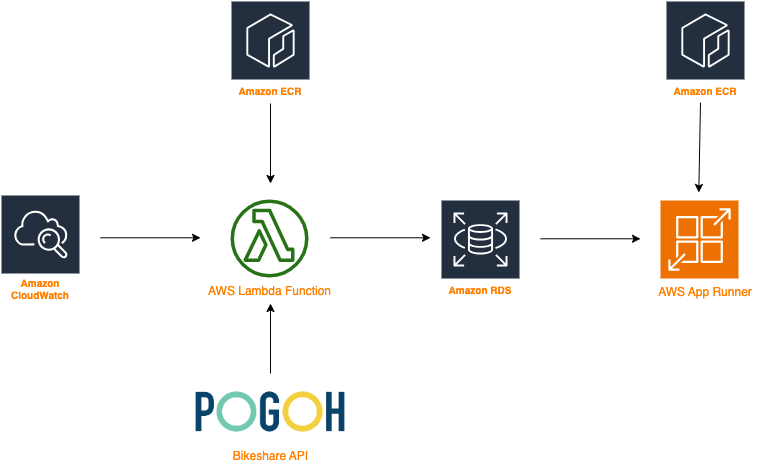 Amazon ECR
Amazon ECR
Amazon
CloudWatch
AWS Lambda Function
Amazon RDS
AWS App Runner
POGOH
Bikeshare API